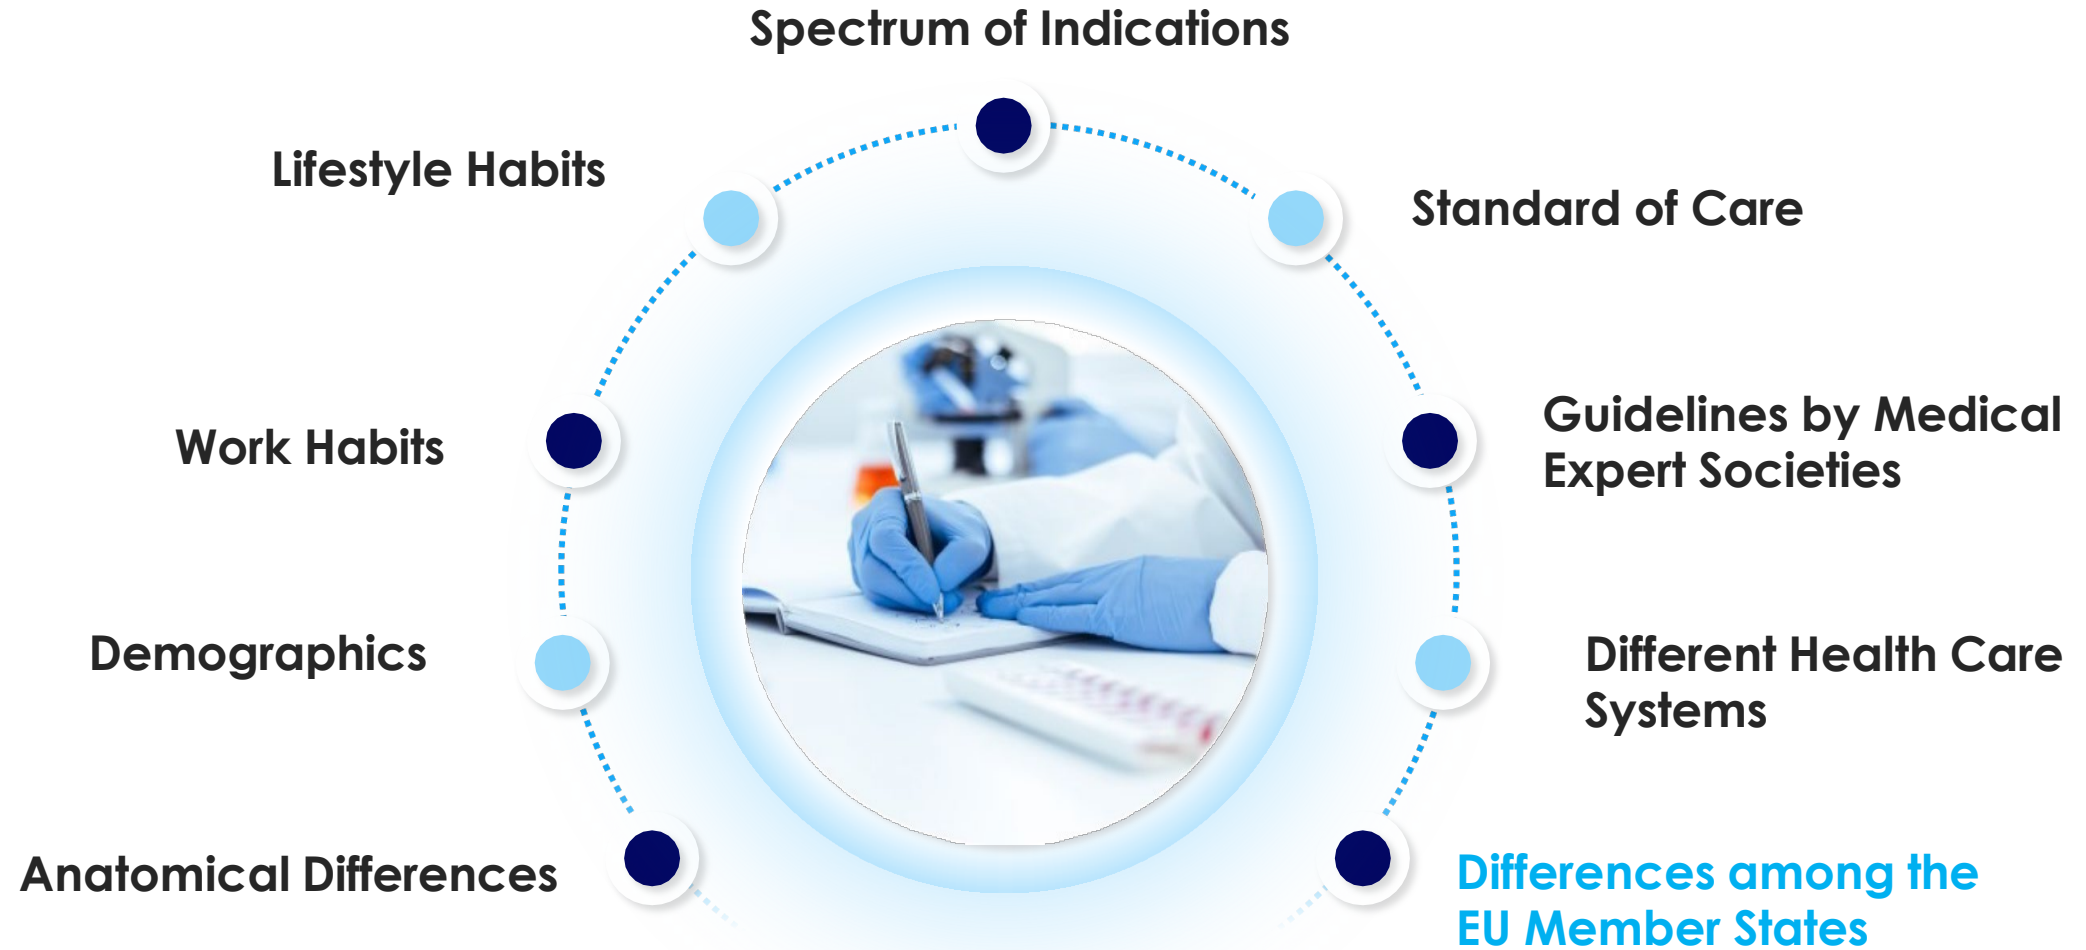 Spectrum of Indications
Lifestyle Habits
Standard of Care
Work Habits
Guidelines by Medical
Expert Societies
Demographics
Different Health Care
Systems
Anatomical Differences
Differences among the
EU Member States